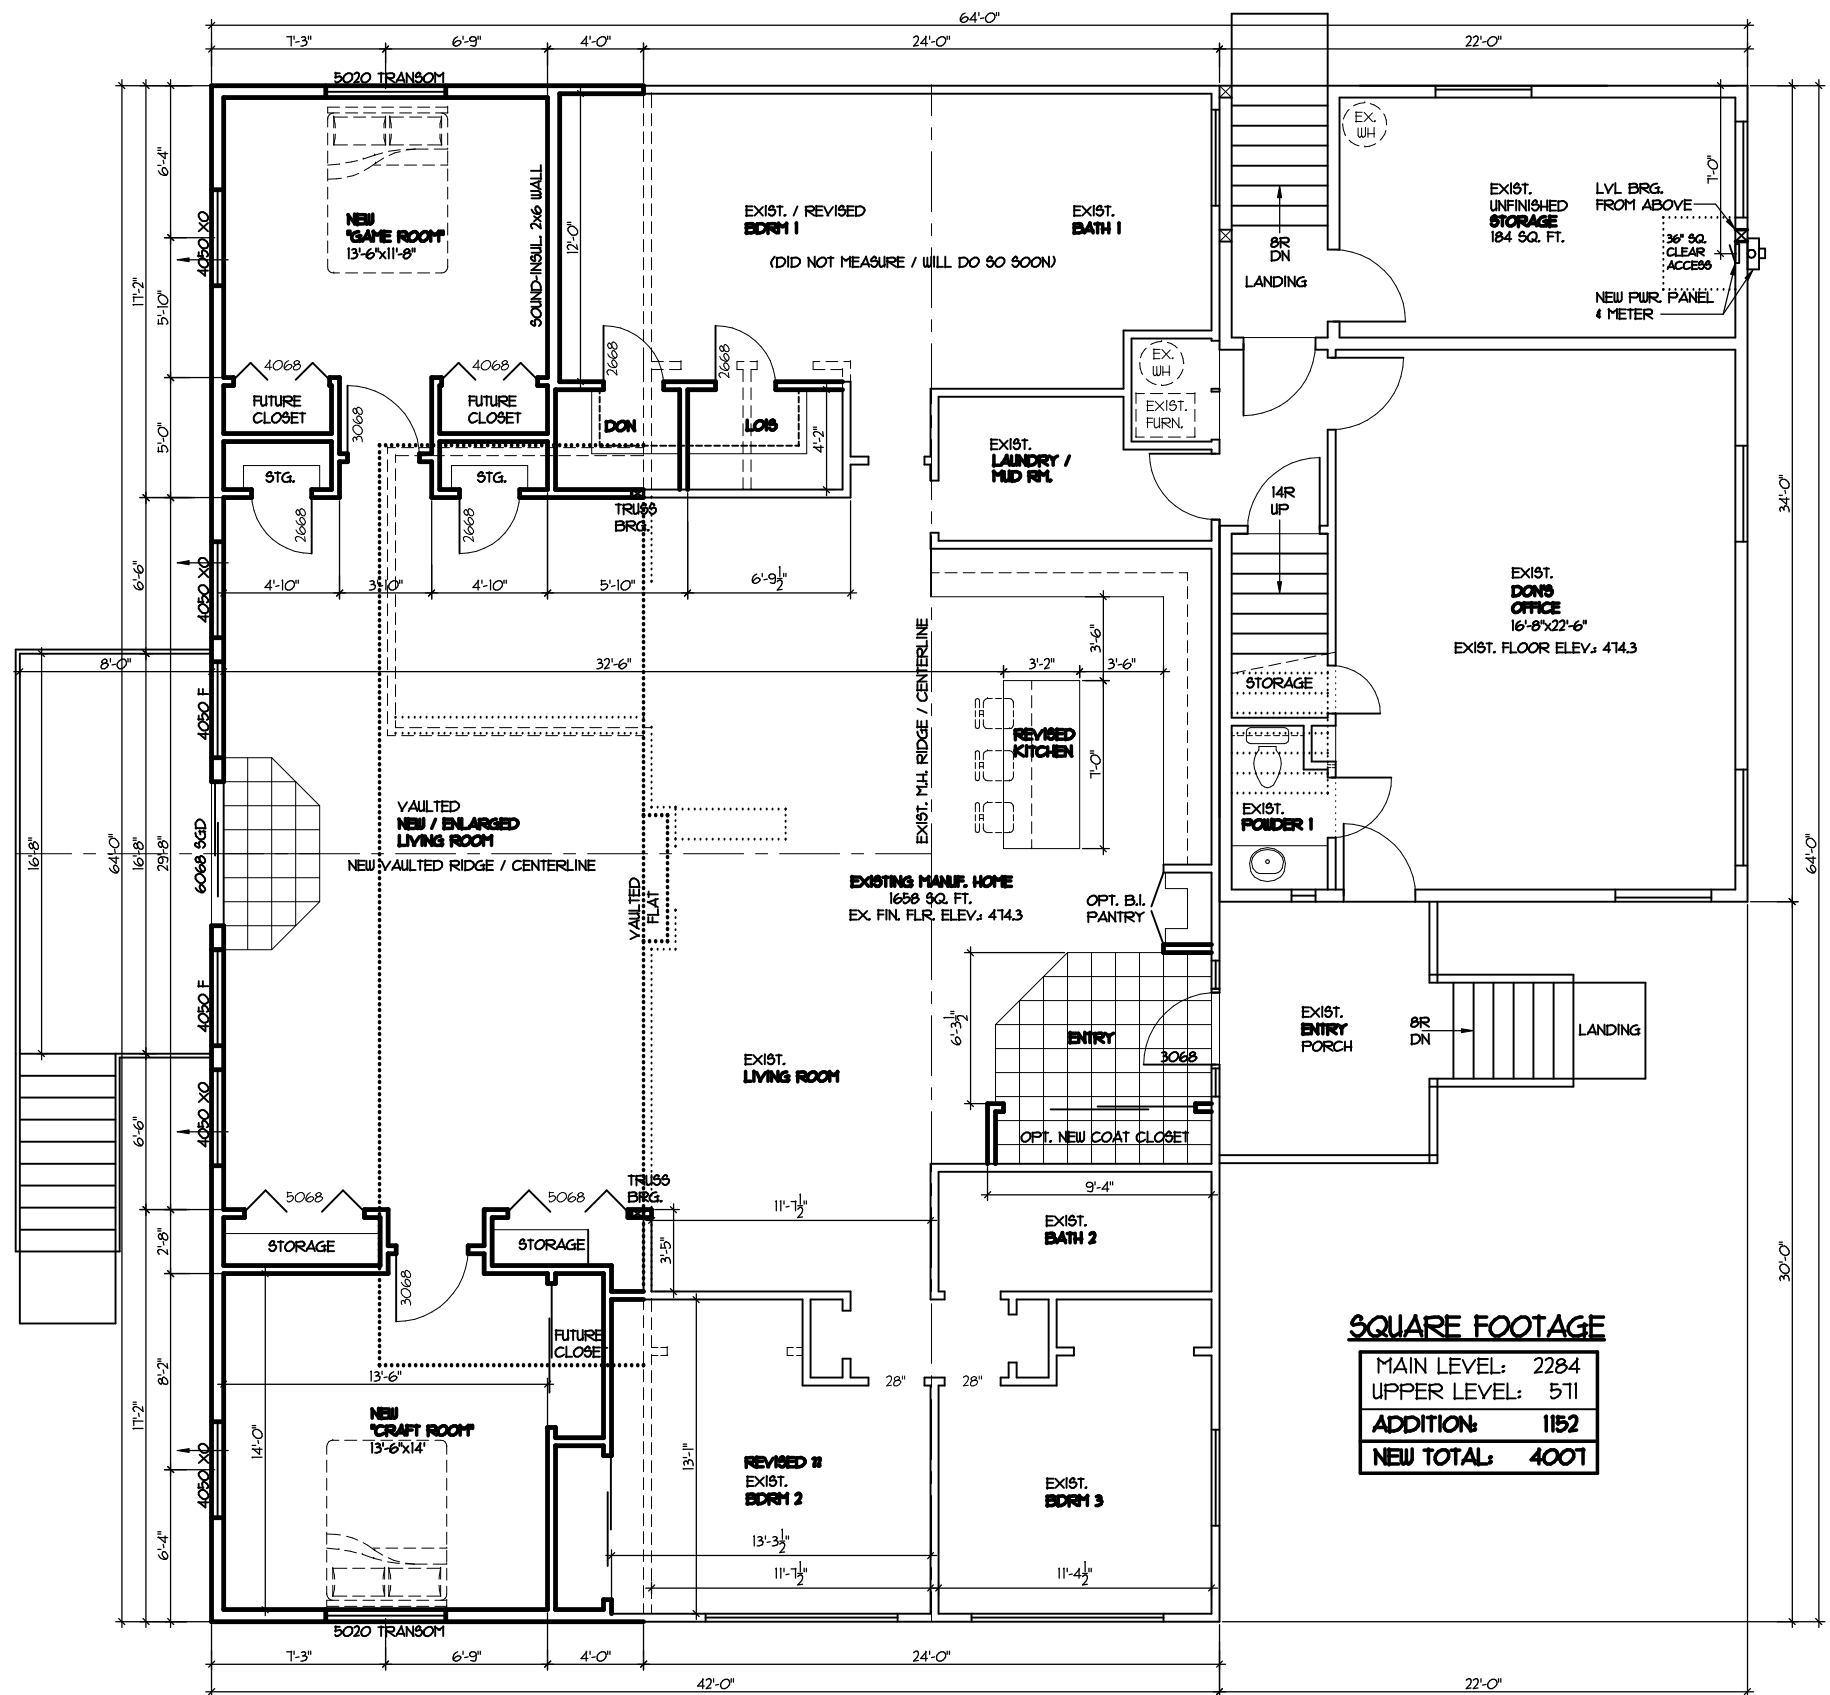 64'-0"
7'-3"
6'-9"
4'-0"
24'-0"
22'-0"
5020 TRANSOM
6'-4"
4050 XO
5'-10"
17'-2"
5'-0"
NEW
"GAME ROOM"
13'-6"x11'-8"
SOUND-INSUL. 2x6 WALL
12'-0"
EXIST. / REVISED
BDRM 1
EXIST.
BATH 1
(DID NOT MEASURE / WILL DO SO SOON)
8R
DN
LANDING
EX.
WH
EXIST.
UNFINISHED
STORAGE
184 SQ. FT.
LVL BRG.
FROM ABOVE
7'-0"
36" SQ.
CLEAR
ACCESS
NEW PWR. PANEL
& METER
4068
4068
FUTURE
CLOSET
FUTURE
CLOSET
3068
2668
2668
DON
LOIS
4'-2"
EX.
WH
EXIST.
FURN.
EXIST.
LAUNDRY /
MUD RM.
STG.
STG.
2668
2668
TRUSS
BRG.
14R
UP
34'-0"
6'-6"
4050 XO
4'-10"
3'-10"
4'-10"
5'-10"
6'-9 1/2"
EXIST.
DON'S
OFFICE
16'-8"x22'-6"
EXIST. FLOOR ELEV.: 474.3
8'-0"
32'-6"
EXIST. M.H. RIDGE / CENTERLINE
3'-6"
3'-2"
3'-6"
STORAGE
4050 F
REVISED
KITCHEN
7'-0"
16'-8"
64'-0"
16'-8"
29'-8"
6068 SGD
VAULTED
NEW / ENLARGED
LIVING ROOM
NEW VAULTED RIDGE / CENTERLINE
VAULTED
FLAT
EXISTING MANUF. HOME
1658 SQ. FT.
EX. FIN. FLR. ELEV.: 474.3
OPT. B.I.
PANTRY
EXIST.
POWDER 1
64'-0"
4050 F
6'-3 1/2"
ENTRY
3068
EXIST.
ENTRY
PORCH
8R
DN
LANDING
EXIST.
LIVING ROOM
6'-6"
4050 XO
OPT. NEW COAT CLOSET
9'-4"
5068
5068
TRUSS
BRG.
11'-7 1/2"
2'-8"
STORAGE
STORAGE
3'-5"
EXIST.
BATH 2
30'-0"
3068
FUTURE
CLOSET
8'-2"
13'-6"
28"
28"
17'-2"
14'-0"
NEW
"CRAFT ROOM"
13'-6"x14'
4050 XO
13'-1"
REVISED ??
EXIST.
BDRM 2
EXIST.
BDRM 3
6'-4"
13'-3 1/2"
11'-7 1/2"
11'-4 1/2"
SQUARE FOOTAGE
MAIN LEVEL: 2284
UPPER LEVEL: 571
ADDITION: 1152
NEW TOTAL: 4007
5020 TRANSOM
7'-3"
6'-9"
4'-0"
24'-0"
42'-0"
22'-0"